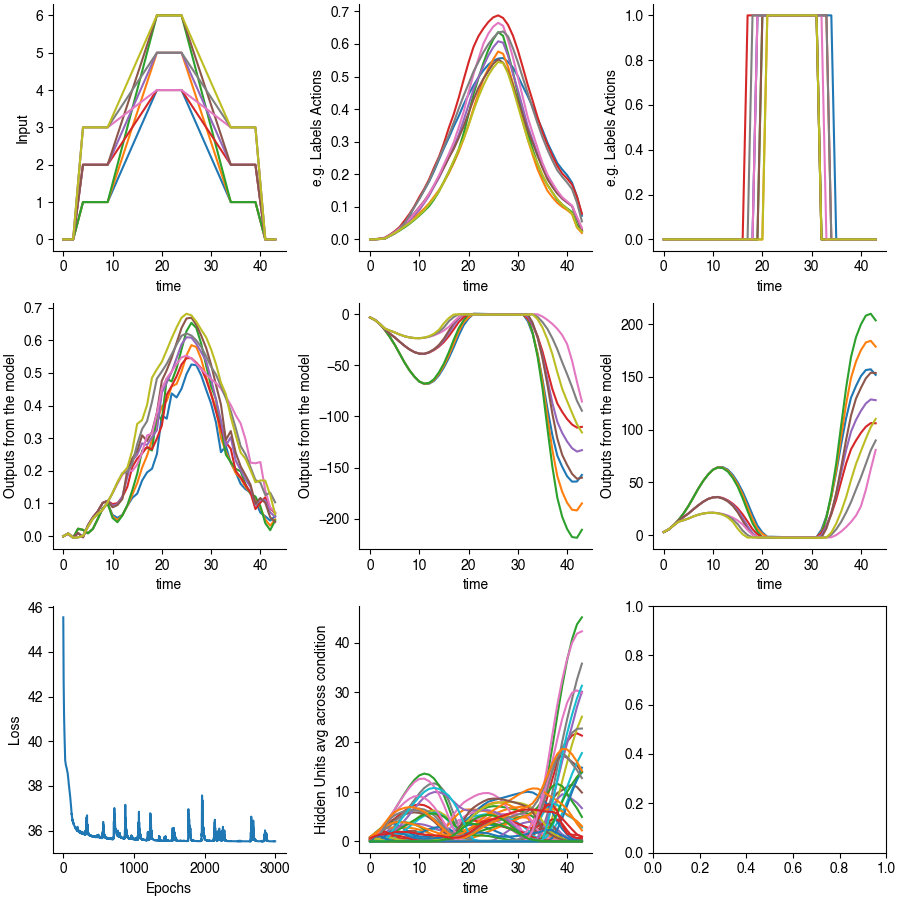 6
5
4
3
2
1
0
Input
0 10 20 30 40
time
0.7
0.6
0.5
0.4
0.3
0.2
0.1
0.0
e.g. Labels Actions
0 10 20 30 40
time
1.0
0.8
0.6
0.4
0.2
0.0
e.g. Labels Actions
0 10 20 30 40
time
0.7
0.6
0.5
0.4
0.3
0.2
0.1
0.0
Outputs from the model
0 10 20 30 40
time
0
−50
−100
−150
−200
Outputs from the model
0 10 20 30 40
time
200
150
100
50
0
Outputs from the model
0 10 20 30 40
time
46
44
42
40
38
36
Loss
0 1000 2000 3000
Epochs
40
30
20
10
0
Hidden Units avg across condition
0 10 20 30 40
time
1.0
0.8
0.6
0.4
0.2
0.0
0.0 0.2 0.4 0.6 0.8 1.0